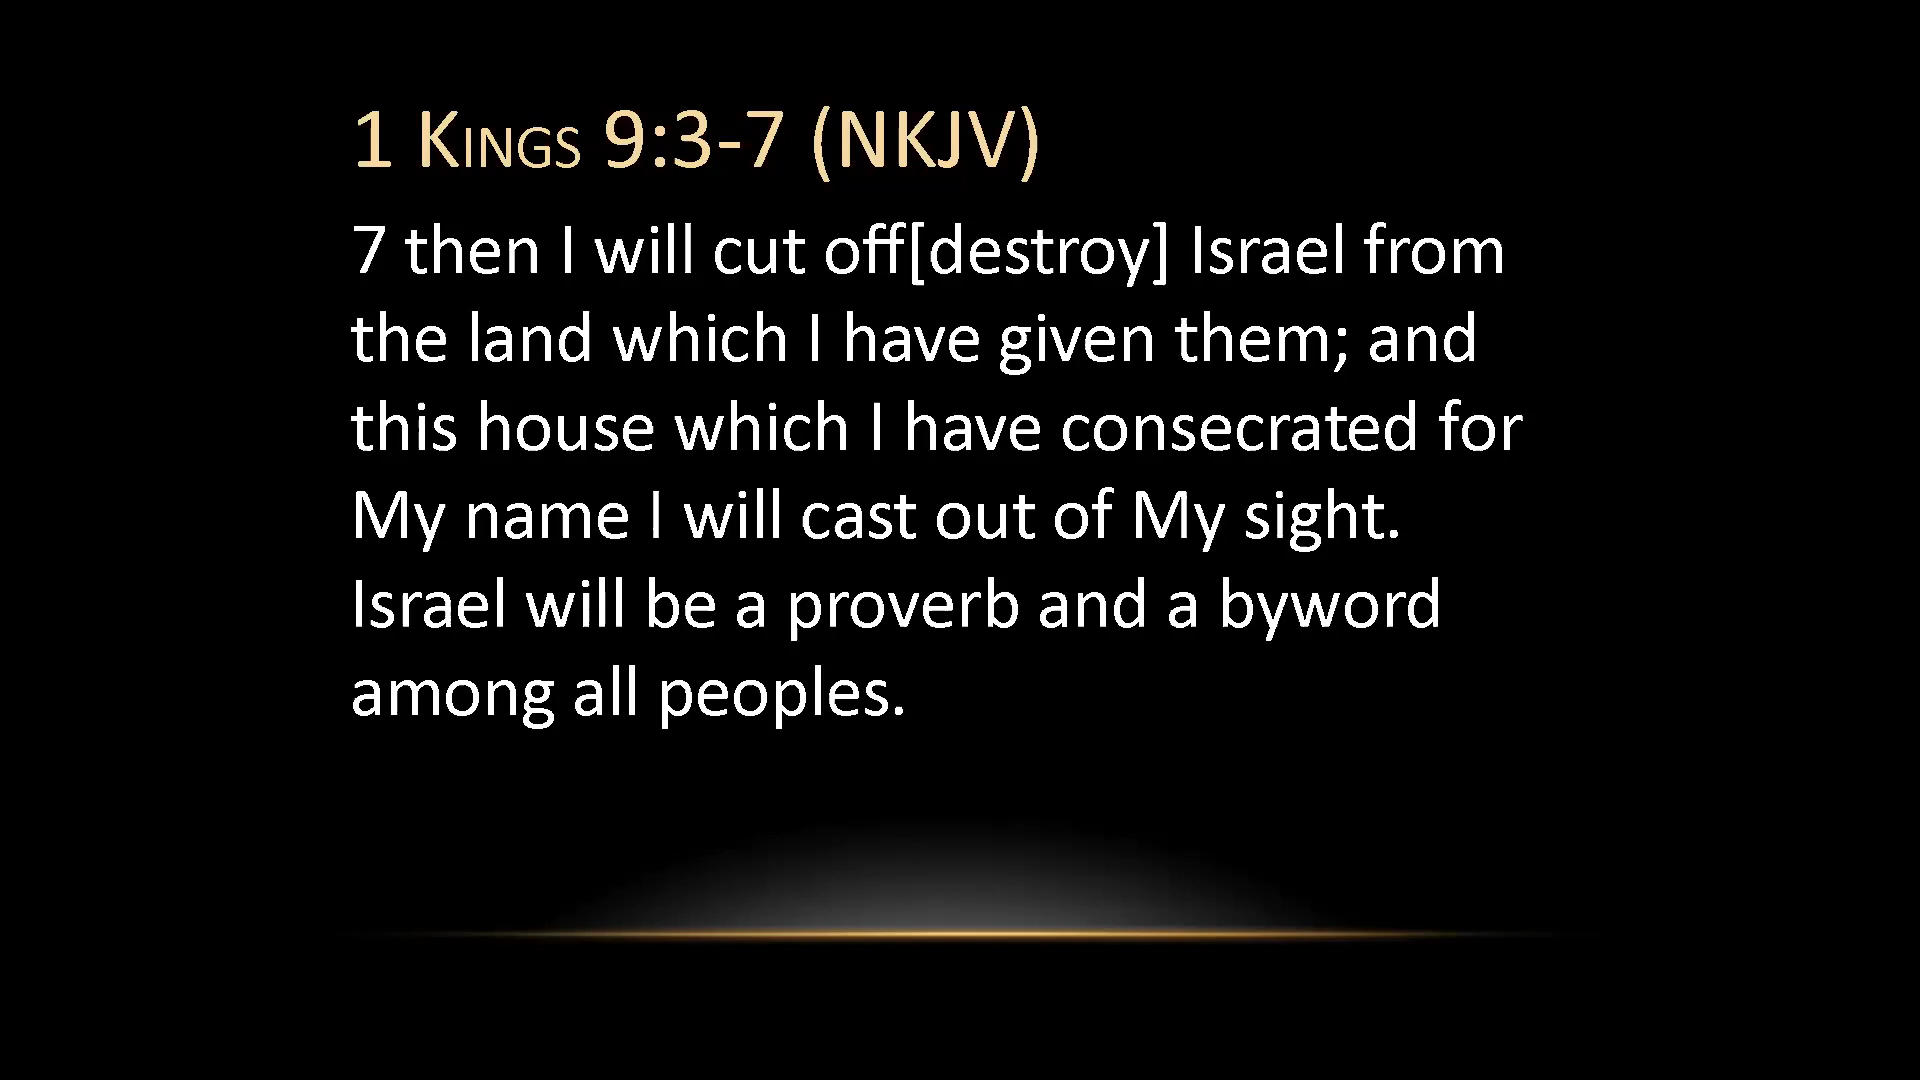 1 Kings 9:3-7 (NKJV)
7 then I will cut off[destroy] Israel from
the land which I have given them; and
this house which I have consecrated for
My name I will cast out of My sight.
Israel will be a proverb and a byword
among all peoples.